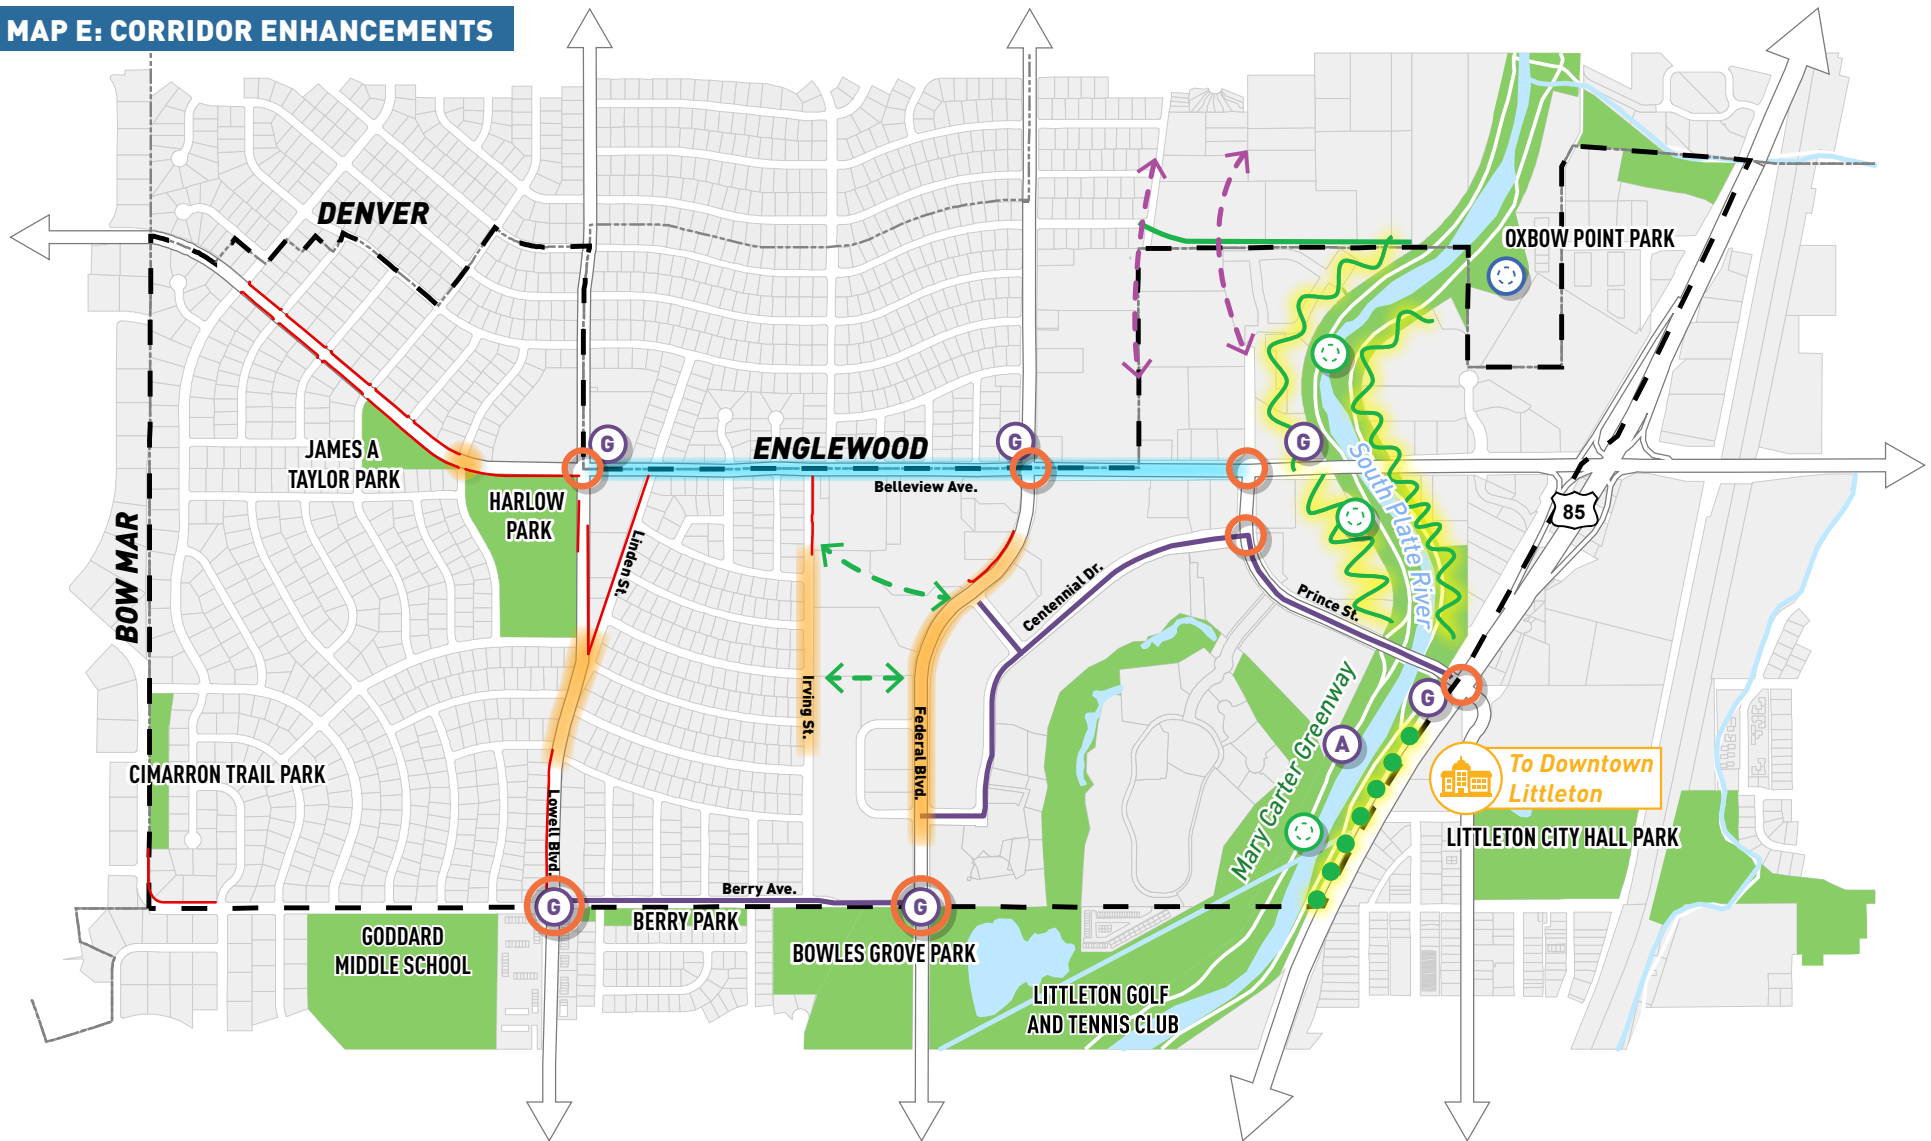 MAP E: CORRIDOR ENHANCEMENTS
DENVER
OXBOW POINT PARK
JAMES A
TAYLOR PARK
G
G
ENGLEWOOD
G
Belleview Ave.
HARLOW
PARK
South Platte River
85
BOW MAR
Linden St.
Centennial Dr.
Prince St.
Irving St.
Federal Blvd.
Mary Carter Greenway
G
A
CIMARRON TRAIL PARK
To Downtown
Littleton
Lowell Blvd.
LITTLETON CITY HALL PARK
Berry Ave.
G
G
BERRY PARK
GODDARD
MIDDLE SCHOOL
BOWLES GROVE PARK
LITTLETON GOLF
AND TENNIS CLUB